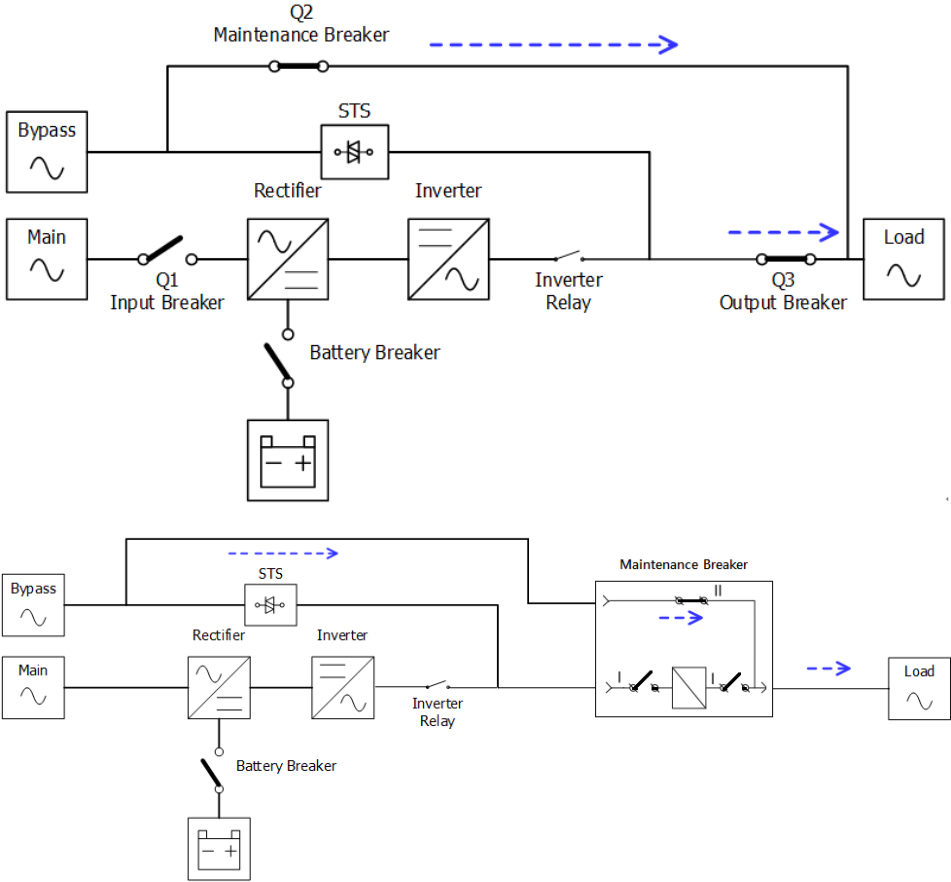 Q2
Maintenance Breaker
STS
Bypass
Rectifier
Inverter
Main
Load
Q1
Input Breaker
Inverter
Relay
Q3
Output Breaker
Battery Breaker
− +
Maintenance Breaker
STS
Bypass
II
Rectifier
Inverter
Main
I
I
Load
Inverter
Relay
Battery Breaker
− +